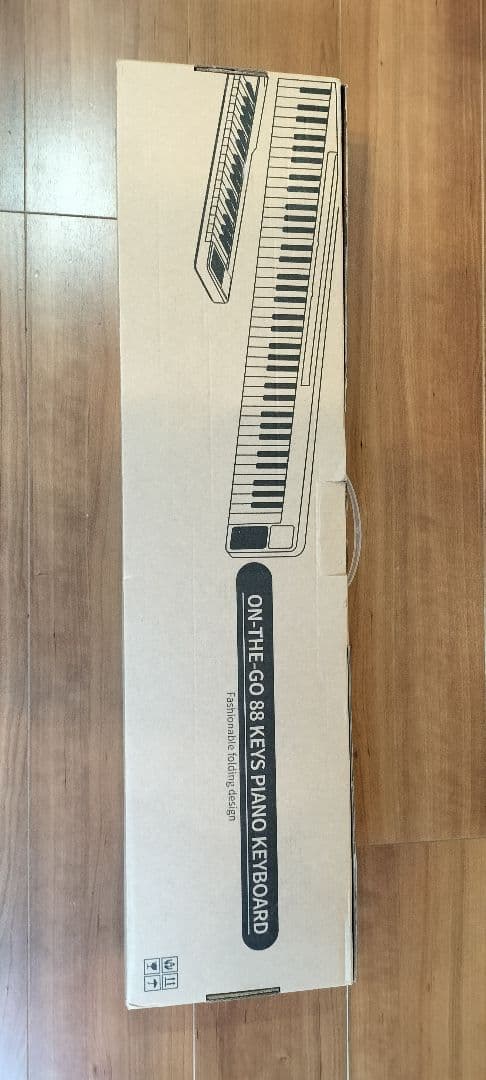 ON-THE-GO 88 KEYS PIANO KEYBOARD
Fashionable folding design